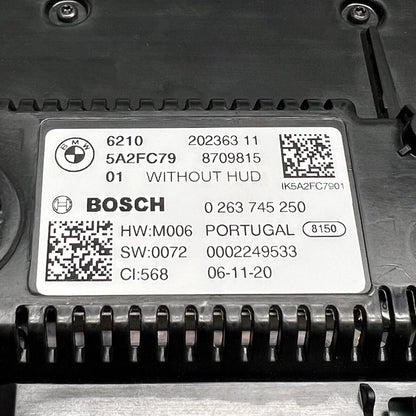 BMW
6210 202363 11
5A2FC79 8709815
01 WITHOUT HUD
IK5A2FC7901
BOSCH 0 263 745 250
HW:M006 PORTUGAL 8150
SW:0072 0002249533
CI:568 06-11-20